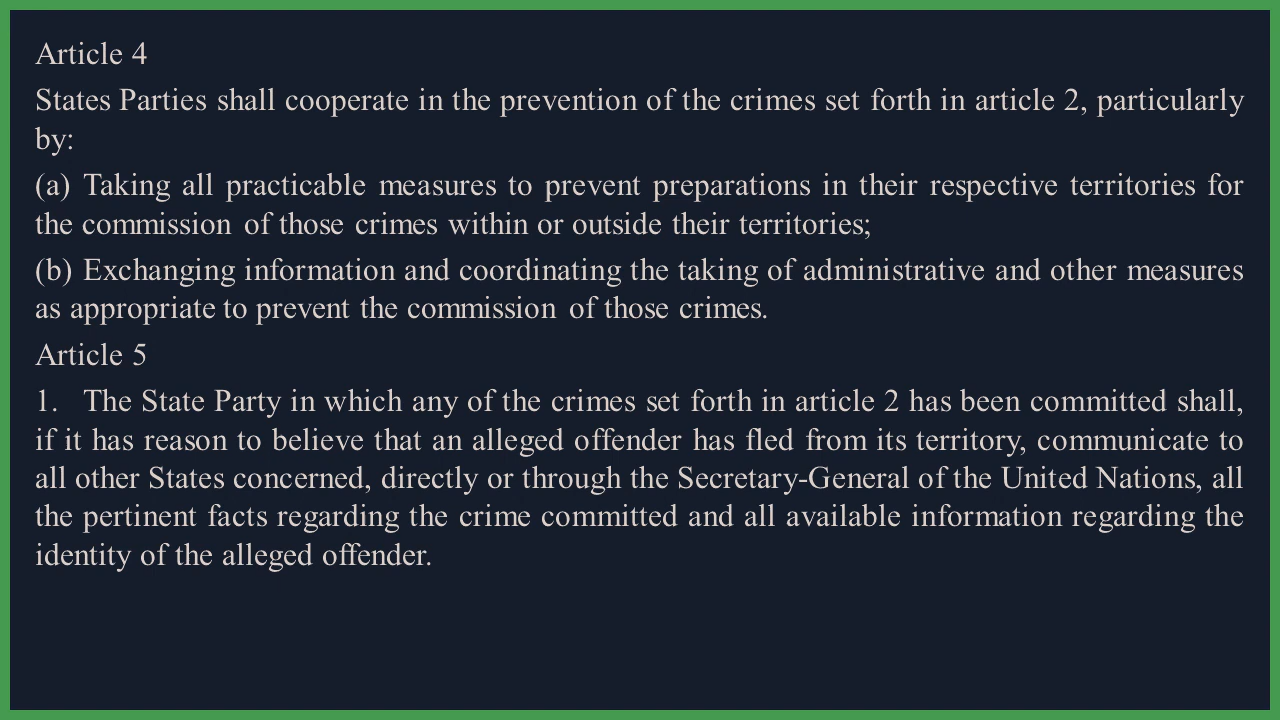 Article 4
States Parties shall cooperate in the prevention of the crimes set forth in article 2, particularly
by:
(a) Taking all practicable measures to prevent preparations in their respective territories for
the commission of those crimes within or outside their territories;
(b) Exchanging information and coordinating the taking of administrative and other measures
as appropriate to prevent the commission of those crimes.
Article 5
1. The State Party in which any of the crimes set forth in article 2 has been committed shall,
if it has reason to believe that an alleged offender has fled from its territory, communicate to
all other States concerned, directly or through the Secretary-General of the United Nations, all
the pertinent facts regarding the crime committed and all available information regarding the
identity of the alleged offender.